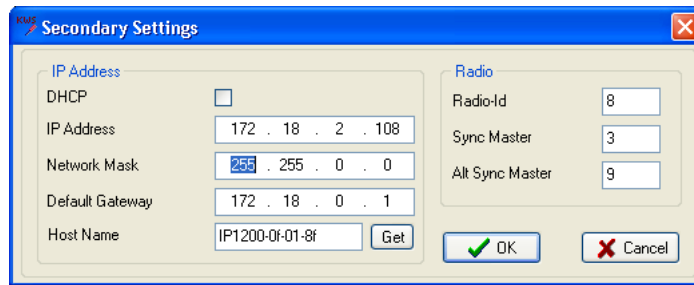 KWS Secondary Settings
IP Address
DHCP
IP Address 172 . 18 . 2 . 108
Network Mask 255 . 255 . 0 . 0
Default Gateway 172 . 18 . 0 . 1
Host Name IP1200-0f-01-8f Get
Radio
Radio-Id 8
Sync Master 3
Alt Sync Master 9
OK Cancel